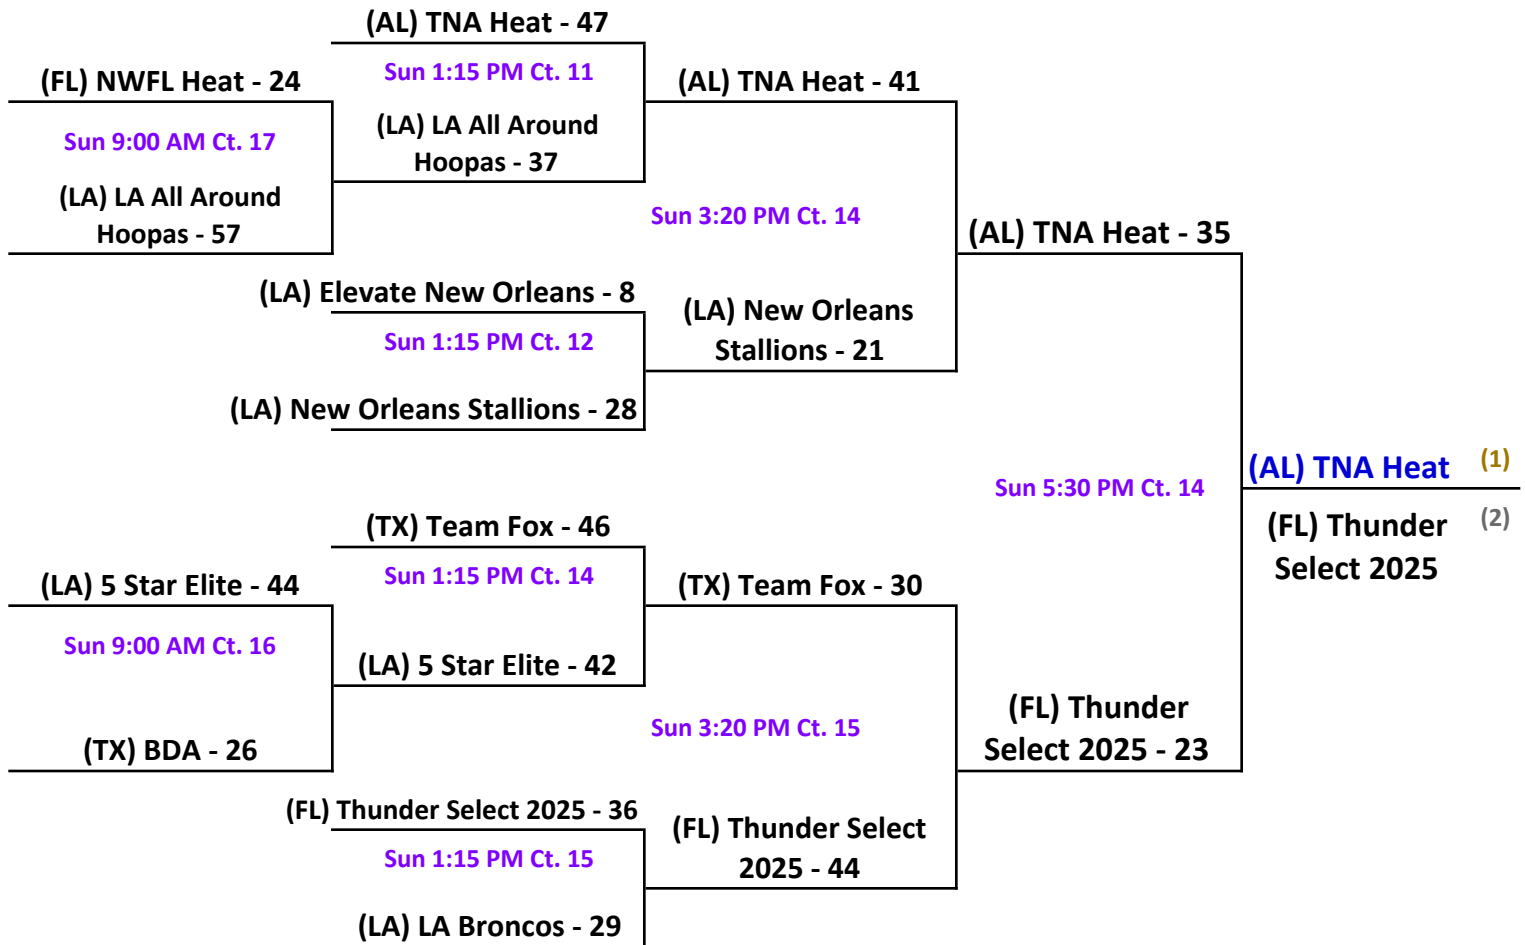 (AL) TNA Heat - 47
(FL) NWFL Heat - 24
Sun 1:15 PM Ct. 11
(AL) TNA Heat - 41
Sun 9:00 AM Ct. 17
(LA) LA All Around
Hoopas - 37
(LA) LA All Around
Hoopas - 57
Sun 3:20 PM Ct. 14
(AL) TNA Heat - 35
(LA) Elevate New Orleans - 8
(LA) New Orleans
Stallions - 21
Sun 1:15 PM Ct. 12
(LA) New Orleans Stallions - 28
(AL) TNA Heat (1)
Sun 5:30 PM Ct. 14
(FL) Thunder
Select 2025
(2)
(TX) Team Fox - 46
(LA) 5 Star Elite - 44
Sun 1:15 PM Ct. 14
(TX) Team Fox - 30
Sun 9:00 AM Ct. 16
(LA) 5 Star Elite - 42
(FL) Thunder
Select 2025 - 23
Sun 3:20 PM Ct. 15
(TX) BDA - 26
(FL) Thunder Select 2025 - 36
(FL) Thunder Select
2025 - 44
Sun 1:15 PM Ct. 15
(LA) LA Broncos - 29